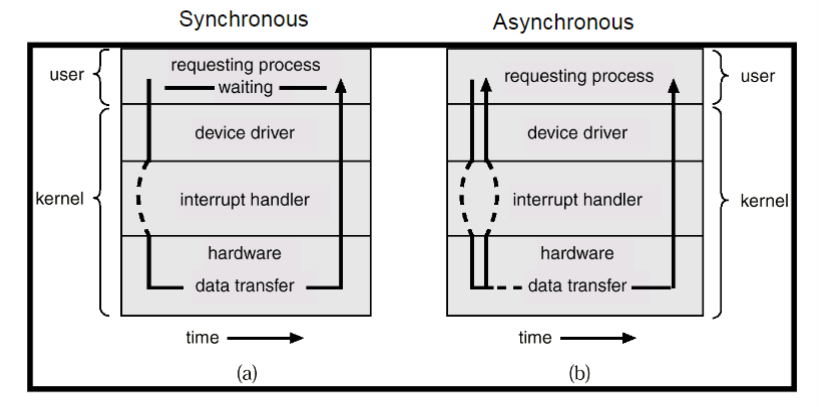 Synchronous
Asynchronous
user
requesting process
waiting
device driver
kernel
interrupt handler
hardware
data transfer
time
(a)
requesting process
user
device driver
interrupt handler
kernel
hardware
data transfer
time
(b)